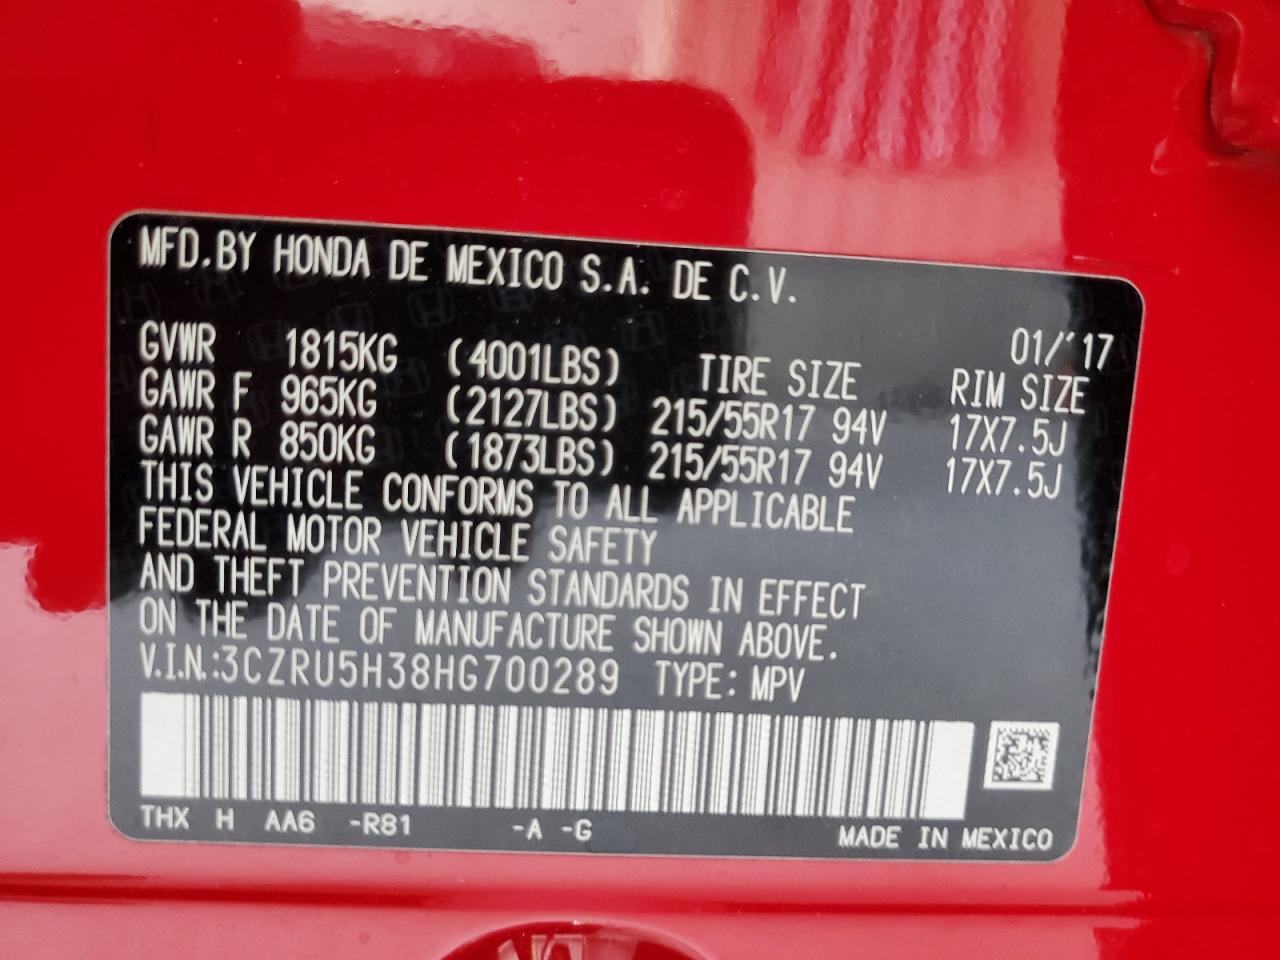 MFD.BY HONDA DE MEXICO S.A. DE C.V.
01/'17
GVWR 1815KG (4001LBS) TIRE SIZE RIM SIZE
GAWR F 965KG (2127LBS) 215/55R17 94V 17X7.5J
GAWR R 850KG (1873LBS) 215/55R17 94V 17X7.5J
THIS VEHICLE CONFORMS TO ALL APPLICABLE
FEDERAL MOTOR VEHICLE SAFETY
AND THEFT PREVENTION STANDARDS IN EFFECT
ON THE DATE OF MANUFACTURE SHOWN ABOVE.
V.I.N.:3CZRU5H38HG700289 TYPE: MPV
THX H AA6 -R81 -A -G MADE IN MEXICO